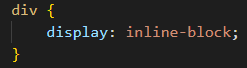 div {
    display: inline-block;
}